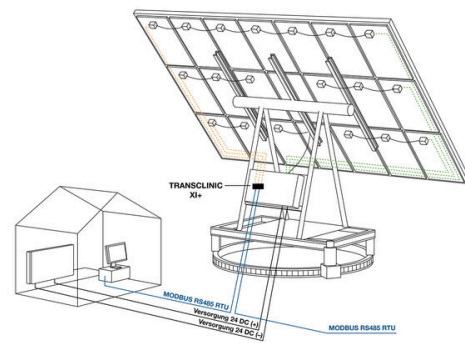 TRANSCLINIC
XI+
MODBUS RS485 RTU
Versorgung 24 DC (+)
Versorgung 24 DC (–)
MODBUS RS485 RTU